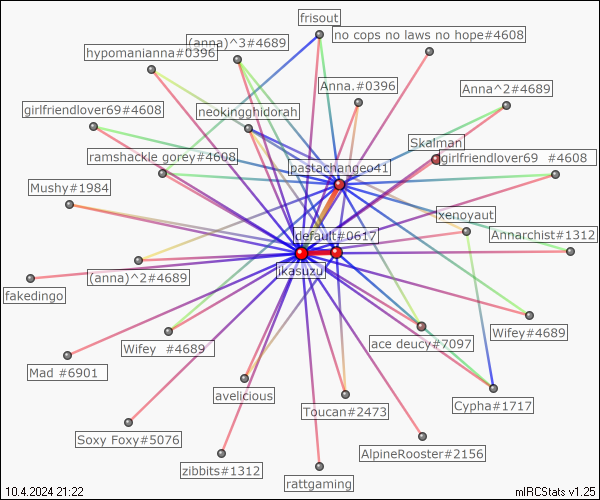 frisout
no cops no laws no hope#4608
(anna)^3#4689
hypomanianna#0396
Anna.#0396
Anna^2#4689
girlfriendlover69#4608
neokingghidorah
Skalman
ramshackle gorey#4608
girlfriendlover69 #4608
pastachangeo41
Mushy#1984
xenoyaut
default#0617
Annarchist#1312
jkasuzu
(anna)^2#4689
fakedingo
Wifey#4689
Wifey #4689
ace deucy#7097
Mad #6901
avelicious
Toucan#2473
Cypha#1717
Soxy Foxy#5076
AlpineRooster#2156
zibbits#1312
rattgaming
10.4.2024 21:22
mIRCStats v1.25